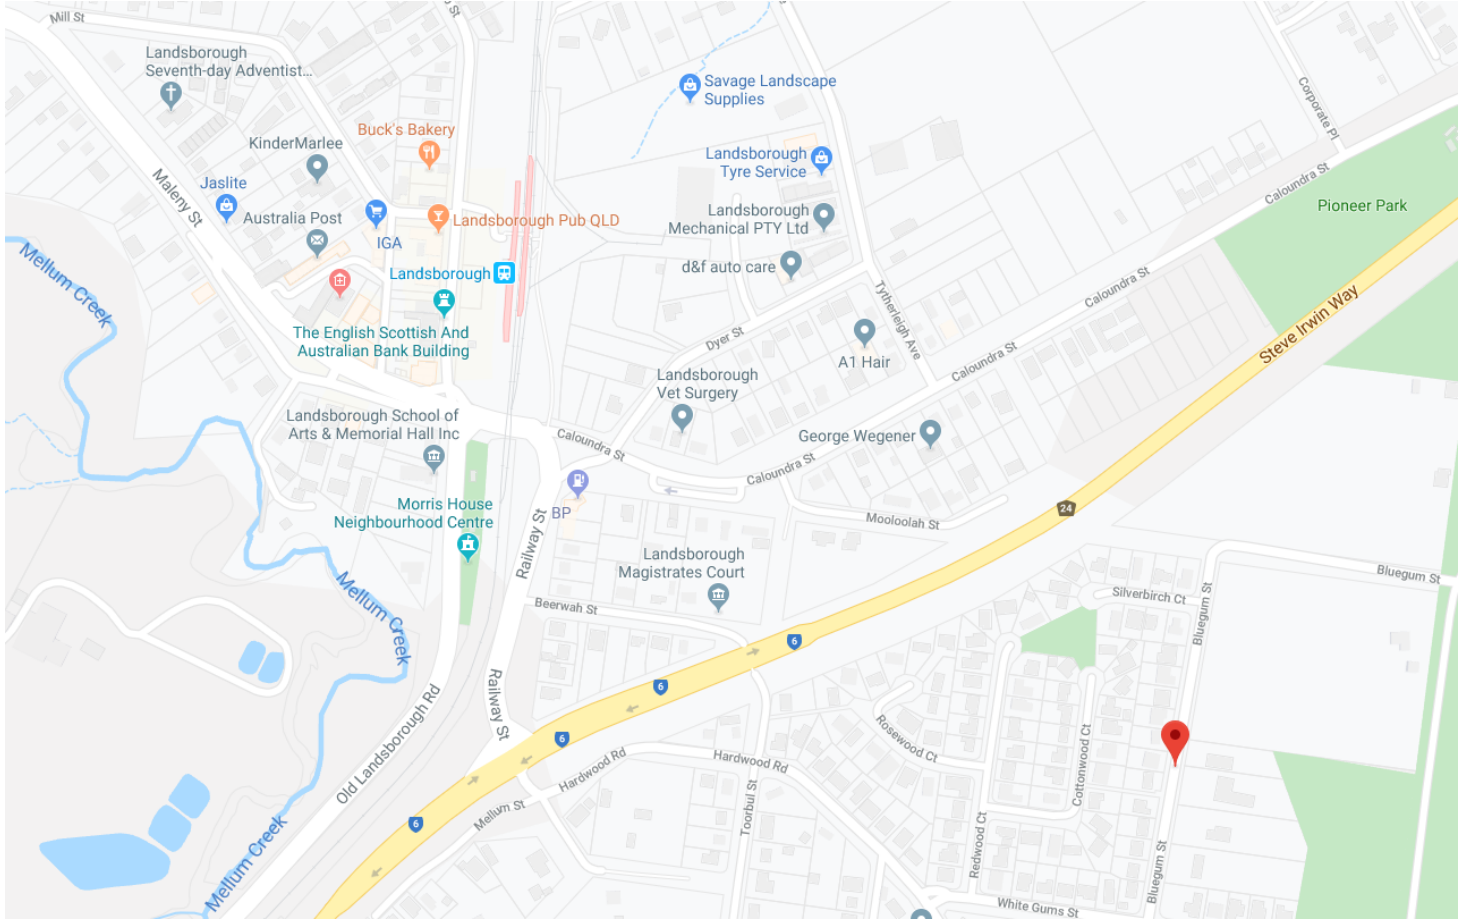 Mill St
Landsborough
Seventh-day Adventist...
Savage Landscape
Supplies
Corporate Pl
Buck's Bakery
KinderMarlee
Landsborough
Tyre Service
Caloundra St
Maleny St
Jaslite
Australia Post
Landsborough Pub QLD
Landsborough
Mechanical PTY Ltd
Pioneer Park
IGA
Mellum Creek
Landsborough
d&f auto care
Caloundra St
Tytherleigh Ave
Steve Irwin Way
The English Scottish And
Australian Bank Building
Dyer St
A1 Hair
Caloundra St
Landsborough
Vet Surgery
Landsborough School of
Arts & Memorial Hall Inc
Caloundra St
George Wegener
Caloundra St
Morris House
Neighbourhood Centre
BP
Railway St
Mooloolah St
24
Landsborough
Magistrates Court
Mellum Creek
Beerwah St
Bluegum St
Silverbirch Ct
Bluegum St
6
6
Railway St
Old Landsborough Rd
6
Rosewood Ct
Hardwood Rd
Hardwood Rd
Cottonwood Ct
Mellum St
Toorbul St
6
Redwood Ct
Mellum Creek
Bluegum St
White Gums St